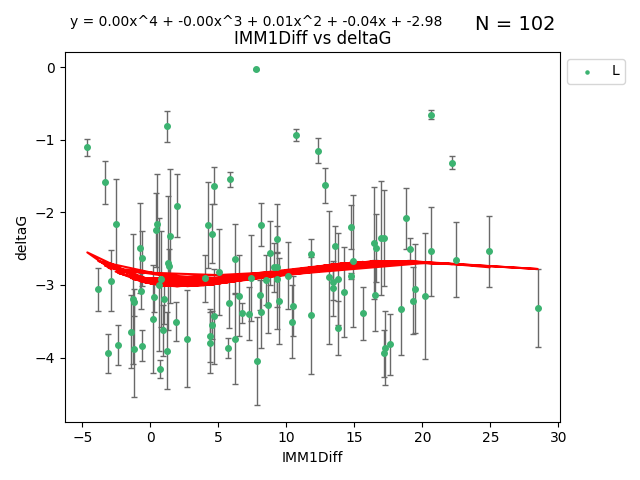 y = 0.00x^4 + -0.00x^3 + 0.01x^2 + -0.04x + -2.98
N = 102
IMM1Diff vs deltaG
L
0
−1
−2
−3
−4
deltaG
−5 0 5 10 15 20 25 30
IMM1Diff